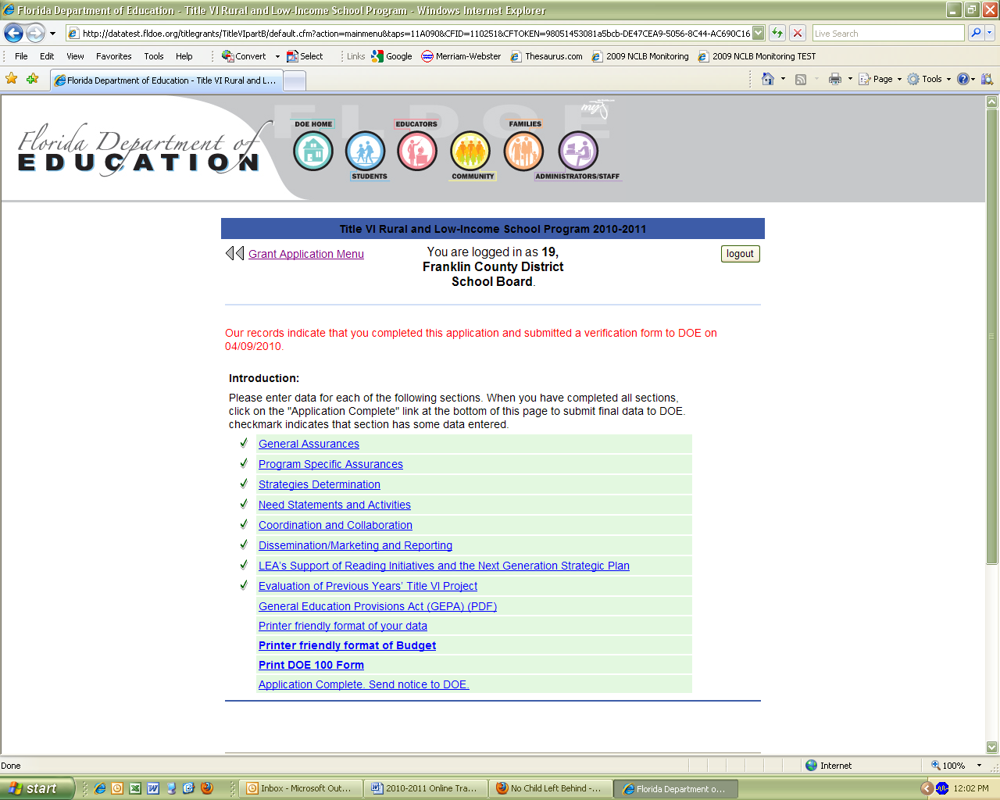 Florida Department of Education - Title VI Rural and Low-Income School Program - Windows Internet Explorer
http://datatest.fldoe.org/titlegrants/TitleVIpartB/default.cfm?action=mainmenu&taps=11A090&CFID=110251&CFTOKEN=98051453081a5bcb-DE47CEA9-5056-8C44-AC690C16
Live Search
File Edit View Favorites Tools Help Convert Select Links Google Merriam-Webster Thesaurus.com 2009 NCLB Monitoring 2009 NCLB Monitoring TEST
Florida Department of Education - Title VI Rural and L... Page Tools
FLDOE
Florida Department of
EDUCATION
DOE HOME EDUCATORS FAMILIES
STUDENTS COMMUNITY ADMINISTRATORS/STAFF
Title VI Rural and Low-Income School Program 2010-2011
Grant Application Menu
You are logged in as 19,
Franklin County District
School Board.
logout
Our records indicate that you completed this application and submitted a verification form to DOE on
04/09/2010.
Introduction:
Please enter data for each of the following sections. When you have completed all sections,
click on the "Application Complete" link at the bottom of this page to submit final data to DOE.
checkmark indicates that section has some data entered.
General Assurances
Program Specific Assurances
Strategies Determination
Need Statements and Activities
Coordination and Collaboration
Dissemination/Marketing and Reporting
LEA's Support of Reading Initiatives and the Next Generation Strategic Plan
Evaluation of Previous Years' Title VI Project
General Education Provisions Act (GEPA) (PDF)
Printer friendly format of your data
Printer friendly format of Budget
Print DOE 100 Form
Application Complete. Send notice to DOE.
Done Internet 100%
start Inbox - Microsoft Out... 2010-2011 Online Tra... No Child Left Behind -... Florida Department o... 12:02 PM